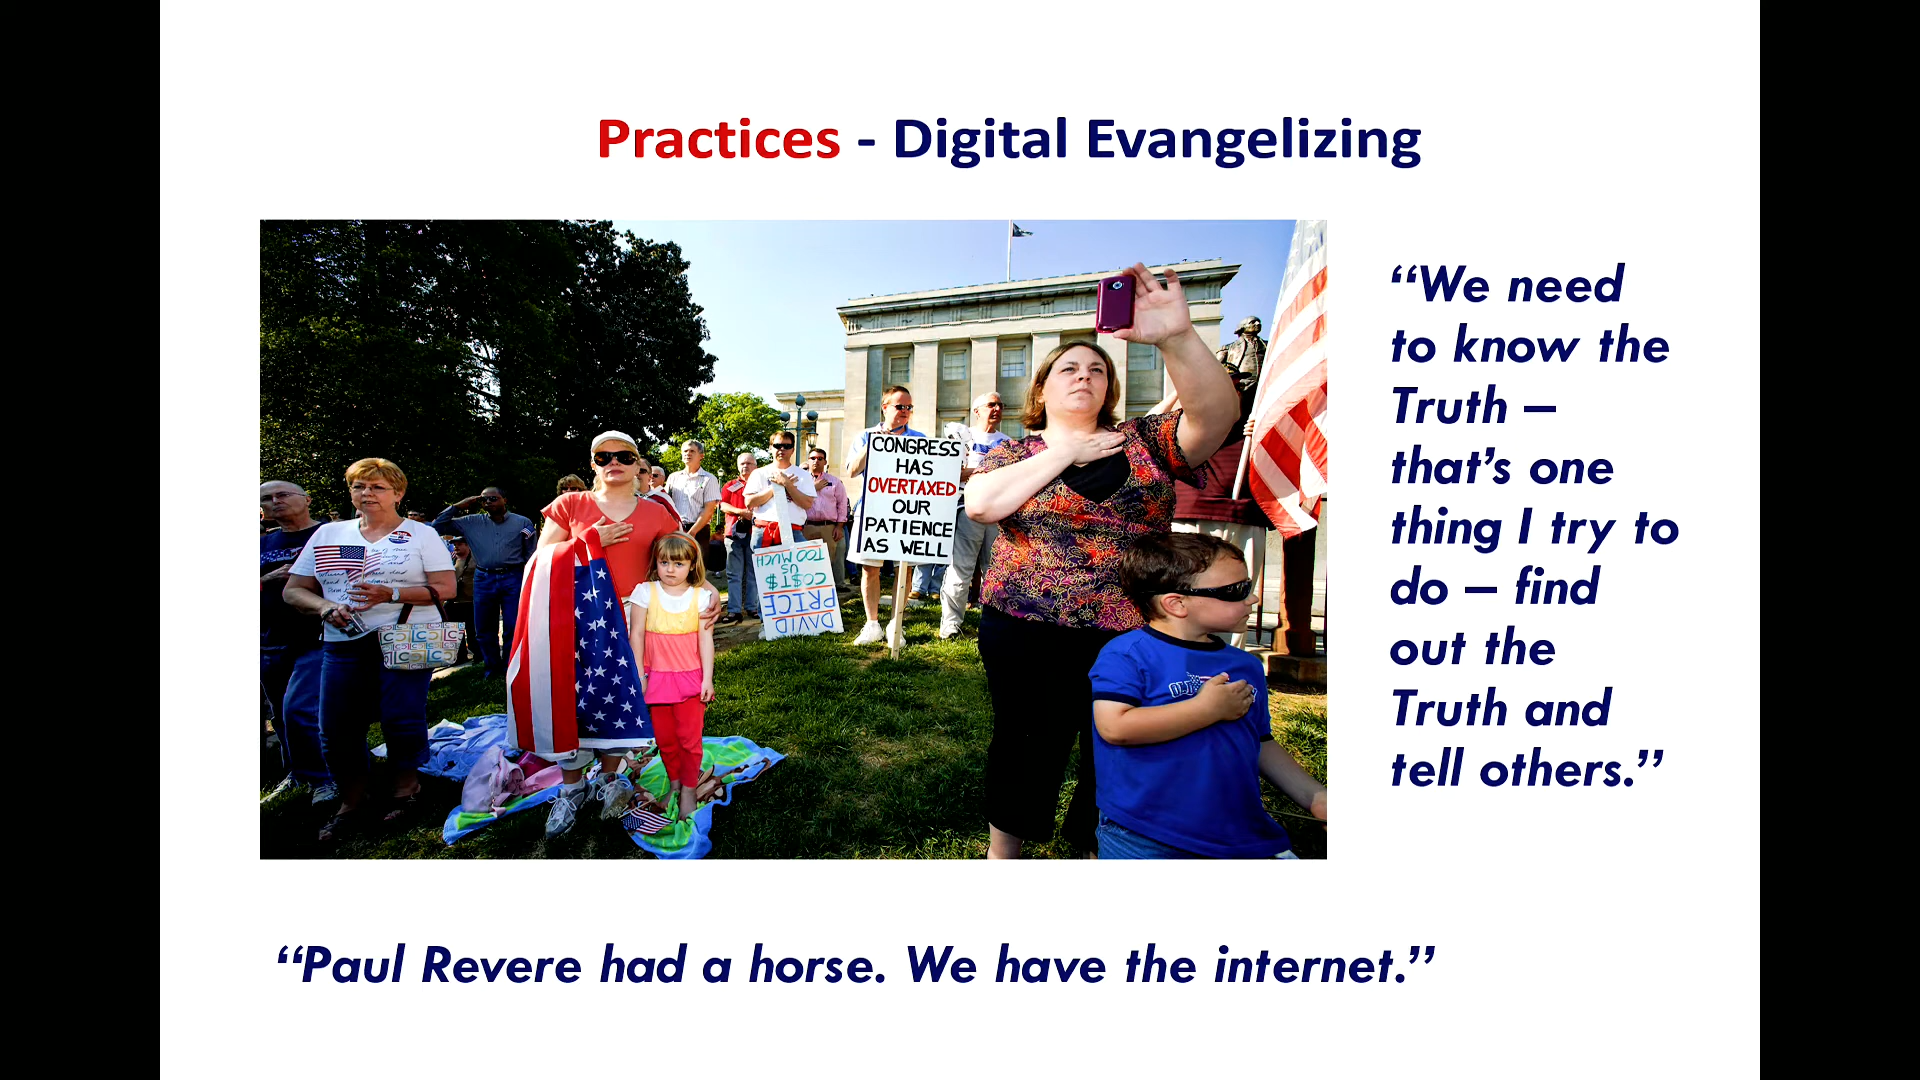 Practices - Digital Evangelizing
“We need
to know the
Truth –
that’s one
thing I try to
do – find
out the
Truth and
tell others.”
CONGRESS
HAS
OVERTAXED
OUR
PATIENCE
AS WELL
DAVID
PRICE
CO$T$
US
TOO MUCH
“Paul Revere had a horse. We have the internet.”